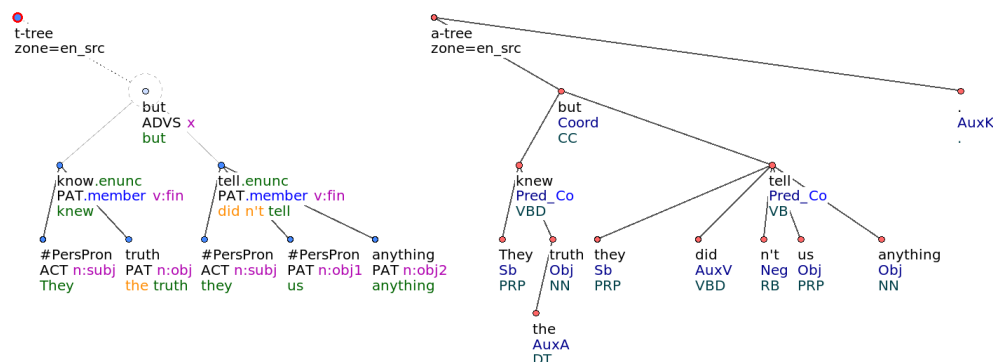 t-tree
zone=en_src
but
ADVS x
but
know.enunc
PAT.member v:fin
knew
tell.enunc
PAT.member v:fin
did n't tell
#PersPron
ACT n:subj
They
truth
PAT n:obj
the truth
#PersPron
ACT n:subj
they
#PersPron
PAT n:obj1
us
anything
PAT n:obj2
anything
a-tree
zone=en_src
but
Coord
CC
.
AuxK
.
knew
Pred_Co
VBD
tell
Pred_Co
VB
They
Sb
PRP
truth
Obj
NN
they
Sb
PRP
did
AuxV
VBD
n't
Neg
RB
us
Obj
PRP
anything
Obj
NN
the
AuxA
DT